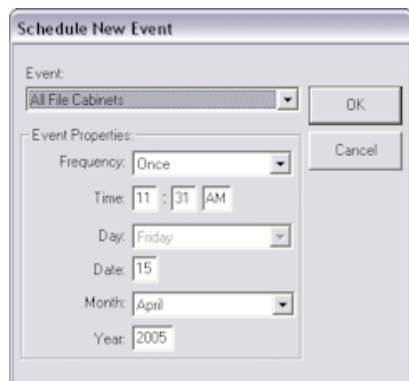 Schedule New Event
Event:
All File Cabinets
OK
Cancel
Event Properties:
Frequency: Once
Time: 11 : 31 AM
Day: Friday
Date: 15
Month: April
Year: 2005